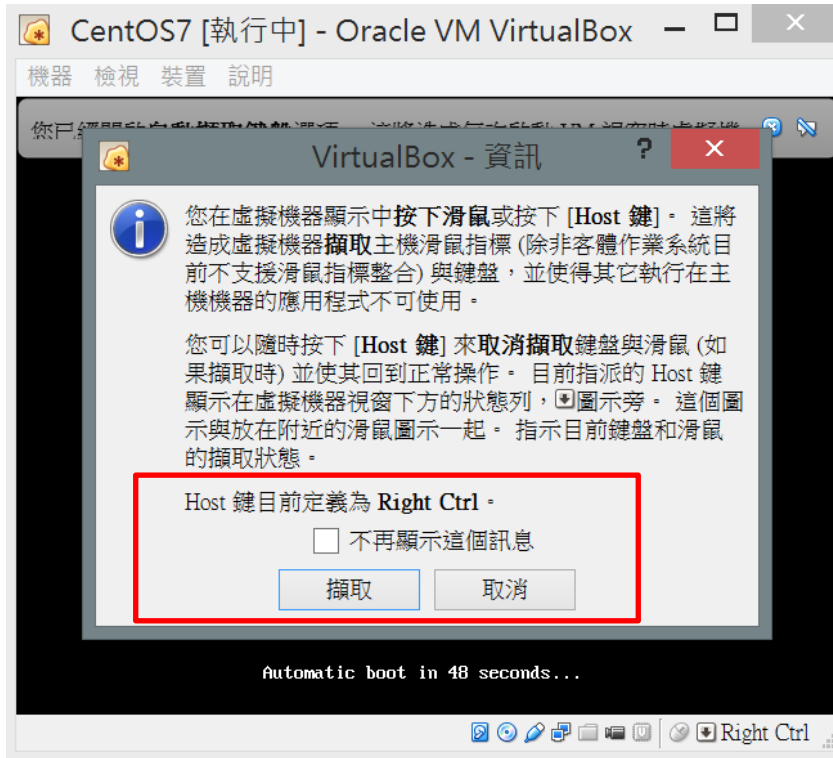 CentOS7 [執行中] - Oracle VM VirtualBox
機器 檢視 裝置 說明
VirtualBox - 資訊 ?
您在虛擬機器顯示中按下滑鼠或按下 [Host 鍵]。 這將
造成虛擬機器擷取主機滑鼠指標 (除非客體作業系統目
前不支援滑鼠指標整合) 與鍵盤，並使得其它執行在主
機機器的應用程式不可使用。
您可以隨時按下 [Host 鍵] 來取消擷取鍵盤與滑鼠 (如
果擷取時) 並使其回到正常操作。 目前指派的 Host 鍵
顯示在虛擬機器視窗下方的狀態列，圖示旁。 這個圖
示與放在附近的滑鼠圖示一起。 指示目前鍵盤和滑鼠
的擷取狀態。
Host 鍵目前定義為 Right Ctrl。
不再顯示這個訊息
擷取 取消
Automatic boot in 48 seconds...
Right Ctrl